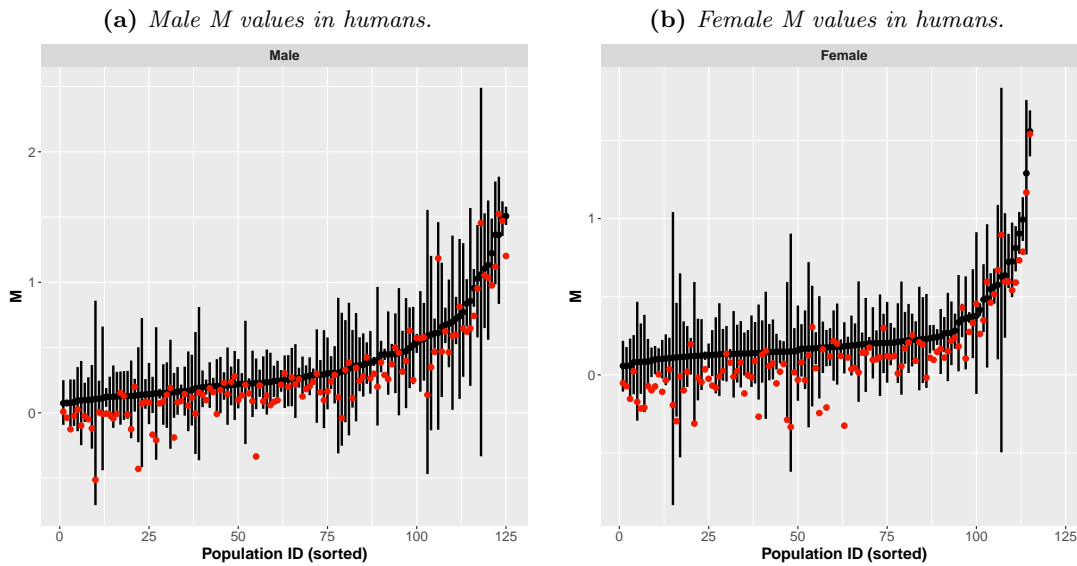 (a) Male M values in humans.
Male
2
1
0
M
0 25 50 75 100 125
Population ID (sorted)
(b) Female M values in humans.
Female
1
0
M
0 25 50 75 100 125
Population ID (sorted)